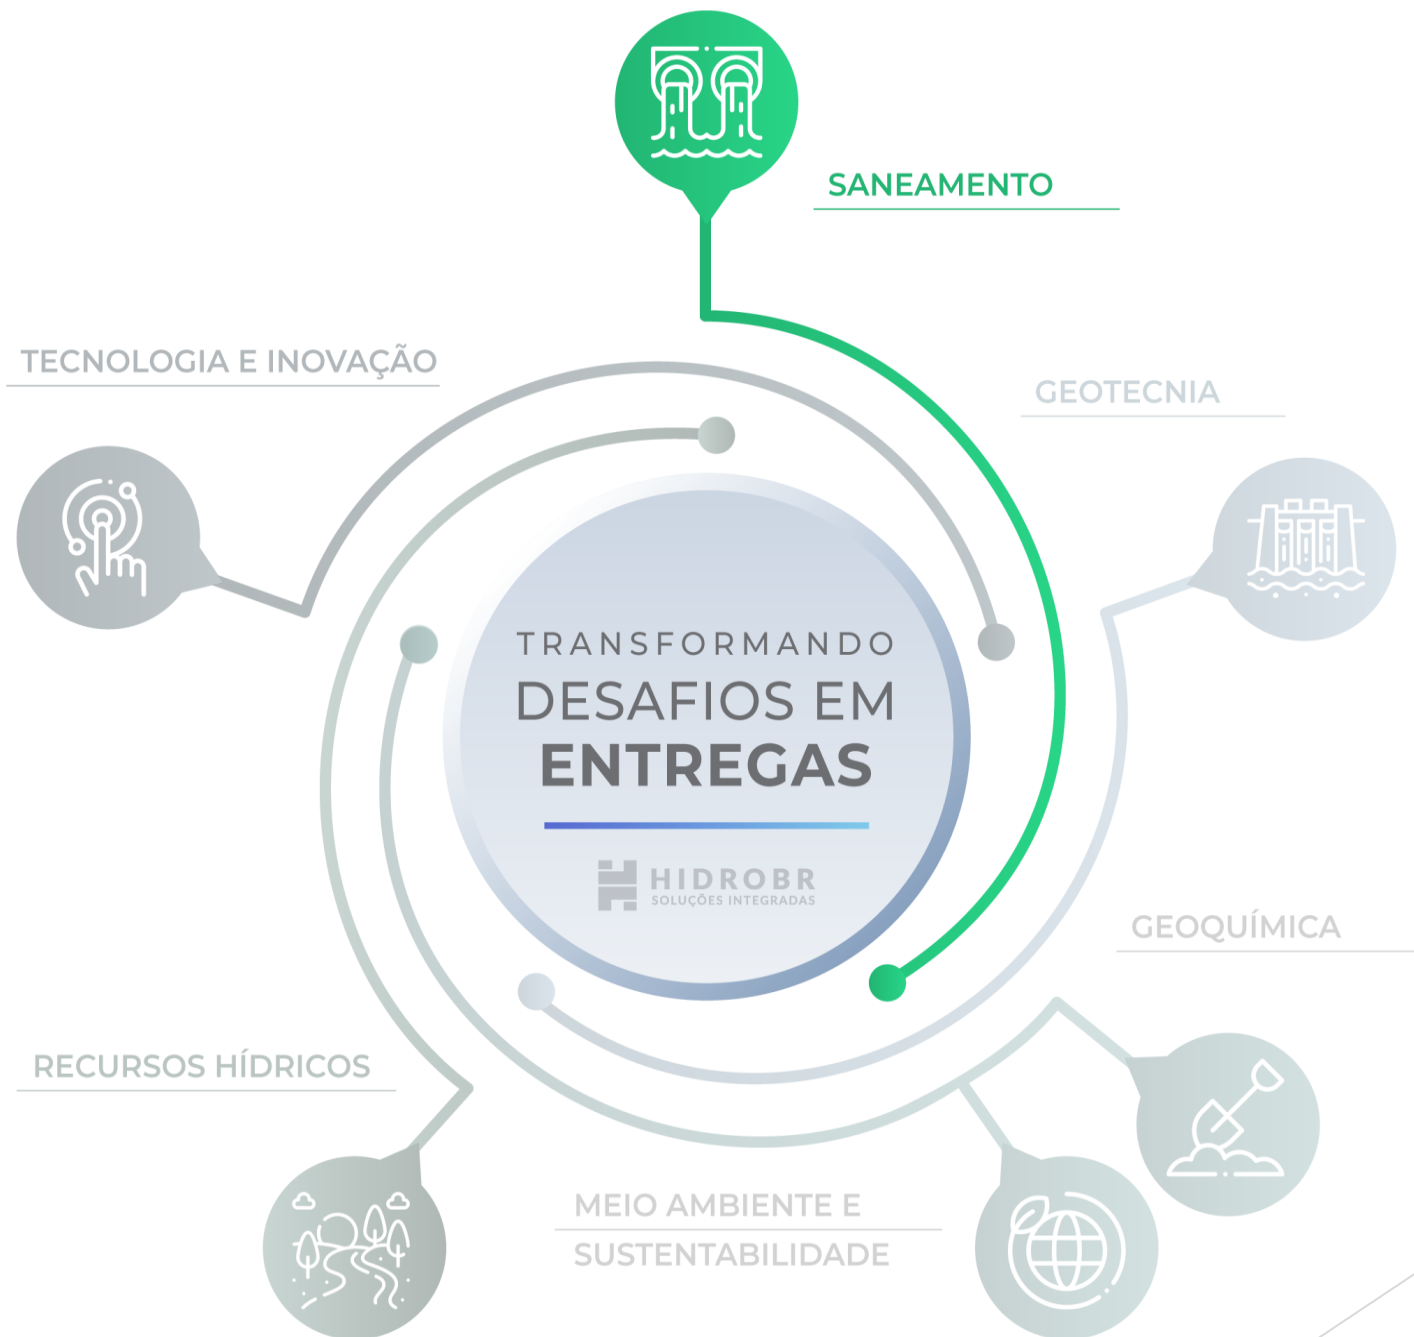 SANEAMENTO
TECNOLOGIA E INOVAÇÃO
GEOTECNIA
TRANSFORMANDO
DESAFIOS EM
ENTREGAS
HIDROBR
SOLUÇÕES INTEGRADAS
GEOQUÍMICA
RECURSOS HÍDRICOS
MEIO AMBIENTE E
SUSTENTABILIDADE